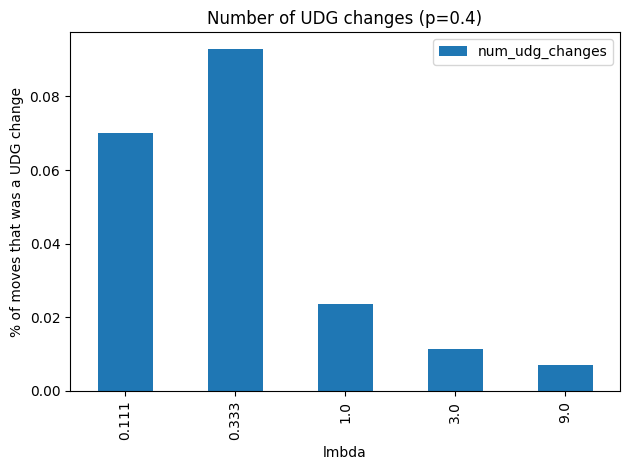 Number of UDG changes (p=0.4)
num_udg_changes
% of moves that was a UDG change
0.08
0.06
0.04
0.02
0.00
0.111
0.333
1.0
3.0
9.0
lmbda